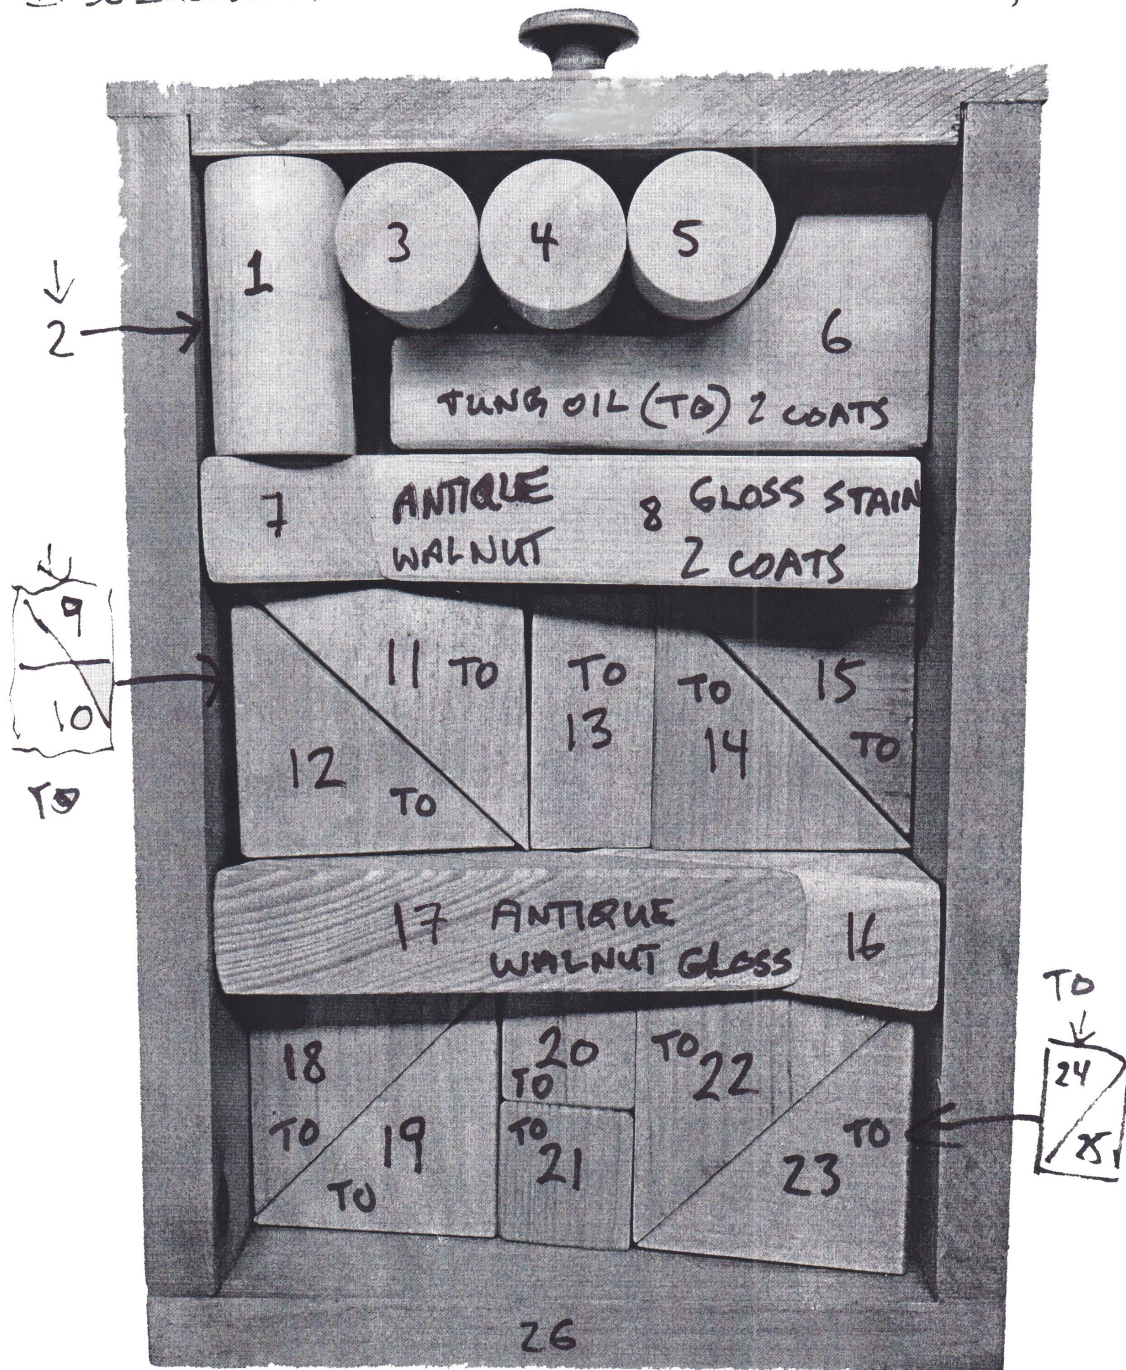 1
3
4
5
2
6
TUNG OIL (TO) 2 COATS
7
ANTIQUE
WALNUT
8 GLOSS STAIN
2 COATS
9
10
TO
11 TO
12
TO
TO
13
TO
14
15
TO
17 ANTIQUE
WALNUT GLOSS
16
18
TO
19
TO
20
TO
TO
21
TO
22
TO
23
TO
24
25
26